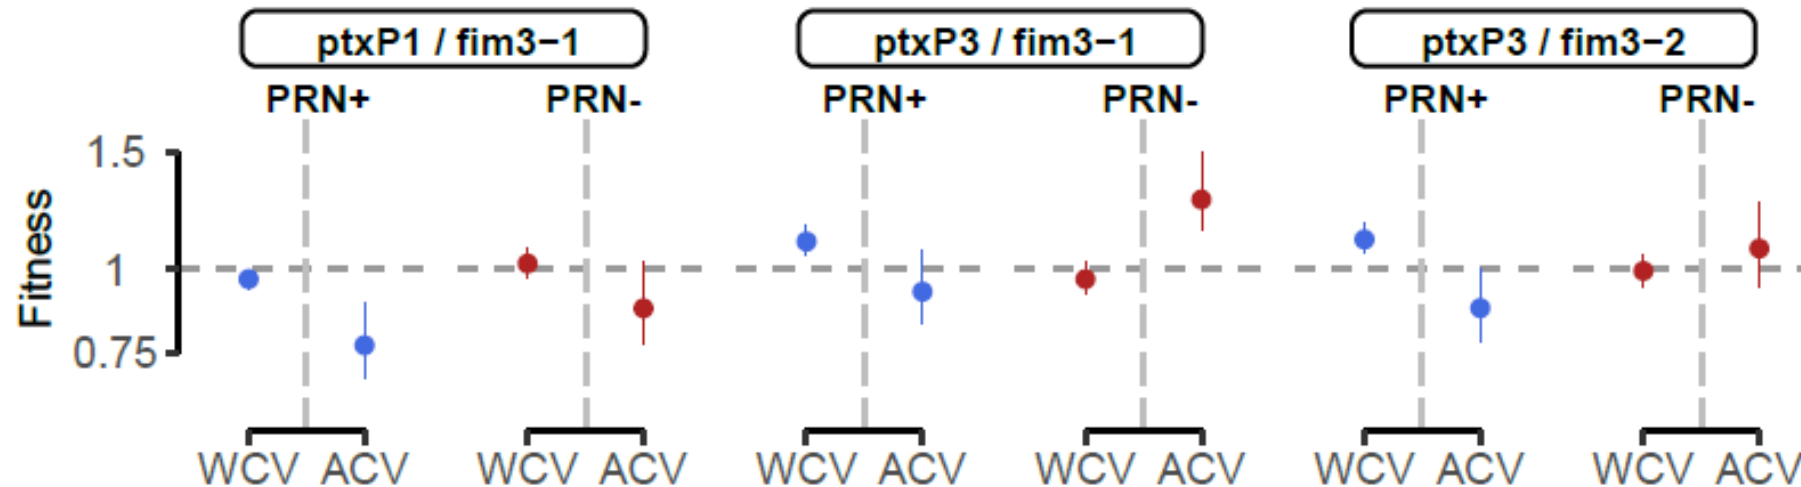 ptxP1 / fim3−1 ptxP3 / fim3−1 ptxP3 / fim3−2
PRN+ PRN- PRN+ PRN- PRN+ PRN-
1.5
1
0.75
Fitness
WCV ACV WCV ACV WCV ACV WCV ACV WCV ACV WCV ACV